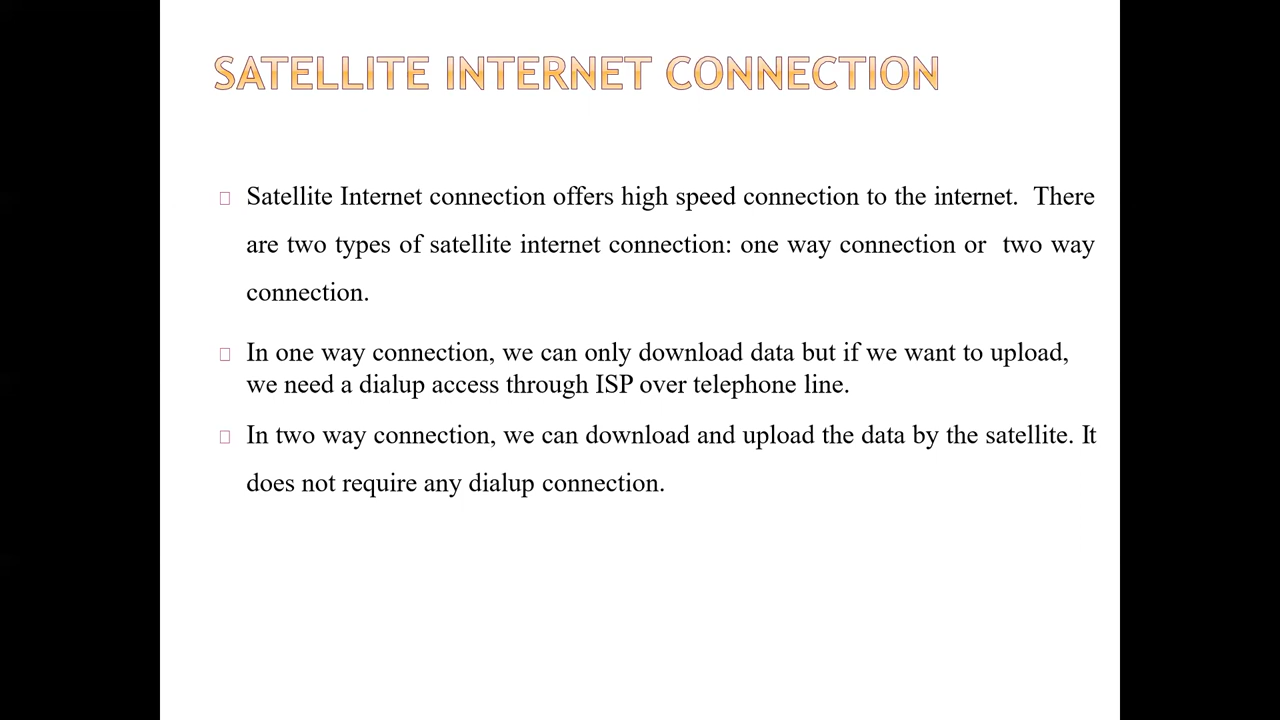 SATELLITE INTERNET CONNECTION
Satellite Internet connection offers high speed connection to the internet.  There
are two types of satellite internet connection: one way connection or  two way
connection.
In one way connection, we can only download data but if we want to upload,
we need a dialup access through ISP over telephone line.
In two way connection, we can download and upload the data by the satellite. It
does not require any dialup connection.